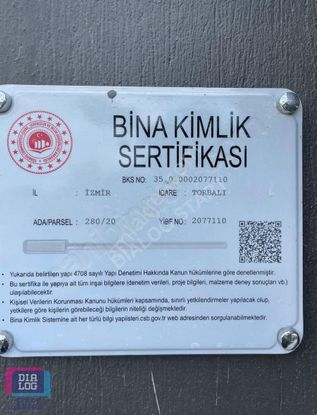 BİNA KİMLİK
SERTİFİKASI
BKS NO: 35.0.0002077110
İL : İZMİR İDARE : TORBALI
ADA/PARSEL : 280/20 YİBF NO: 2077110
• Yukarıda belirtilen yapı 4708 sayılı Yapı Denetimi Hakkında Kanun hükümlerine göre denetlenmiştir.
• Bu sertifika ile yapıya ait tüm inşai bilgilere (denetim verileri, proje bilgileri, malzeme deney sonuçları vb.)
ulaşılabilecektir.
• Kişisel Verilerin Korunması Kanunu hükümleri kapsamında, sınırlı yetkilendirmeler yapılacak olup,
yetkilere göre kişilerin görebileceği bilgilerin niteliği değişmektedir.
• Bina Kimlik Sistemine ait her türlü bilgi yapiisleri.csb.gov.tr web adresinden sorgulanabilmektedir.
DIA
LOG